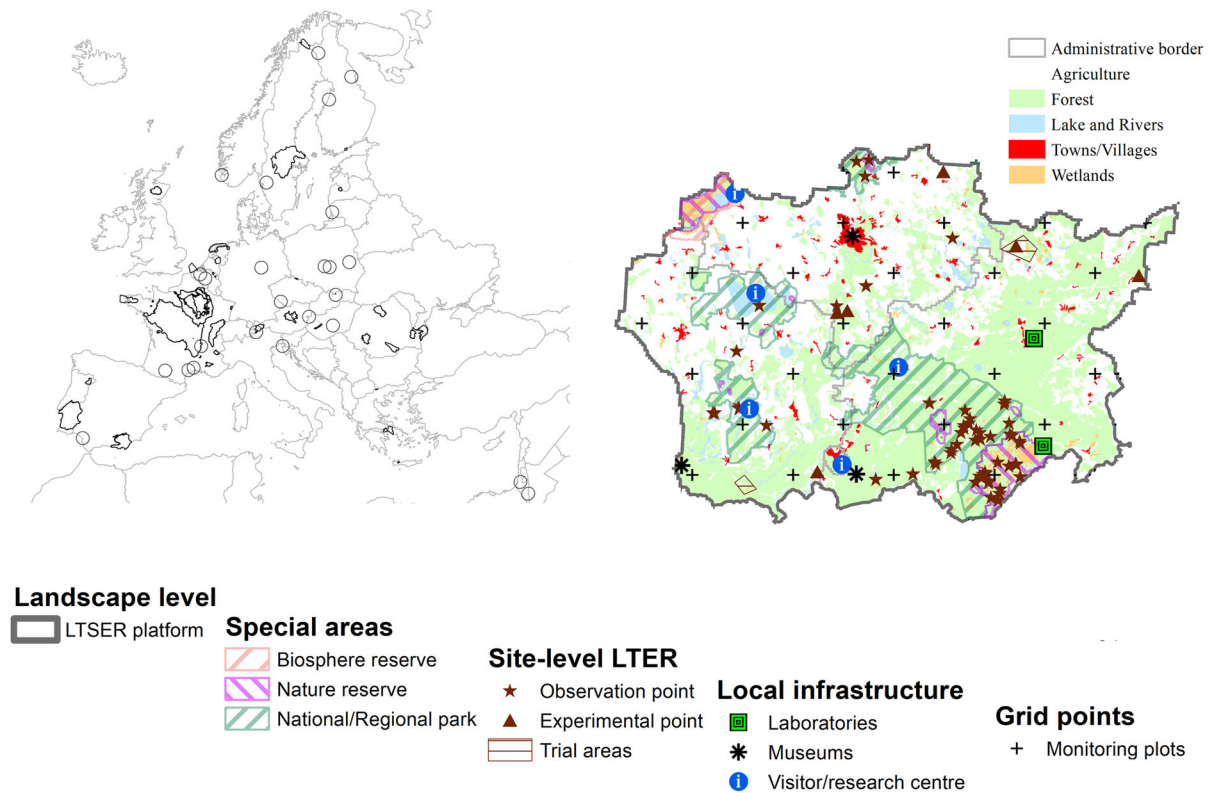 Administrative border
Agriculture
Forest
Lake and Rivers
Towns/Villages
Wetlands
Landscape level
LTSER platform
Special areas
Biosphere reserve
Nature reserve
National/Regional park
Site-level LTER
Observation point
Experimental point
Trial areas
Local infrastructure
Laboratories
Museums
Visitor/research centre
Grid points
Monitoring plots